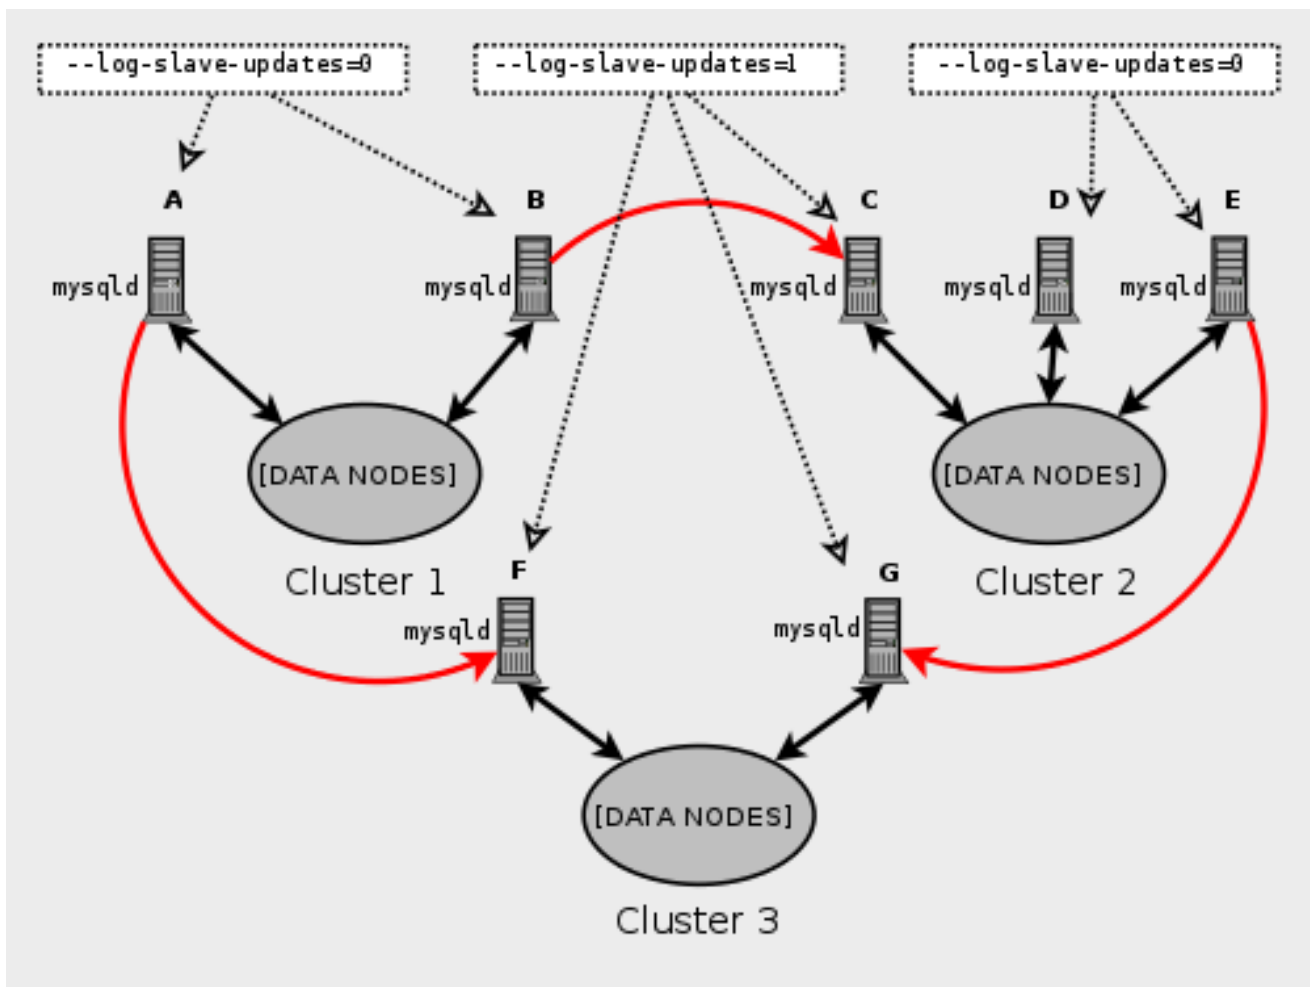 --log-slave-updates=0
--log-slave-updates=1
--log-slave-updates=0
A
B
C
D
E
mysqld
mysqld
mysqld
mysqld
mysqld
[DATA NODES]
[DATA NODES]
Cluster 1
Cluster 2
F
G
mysqld
mysqld
[DATA NODES]
Cluster 3